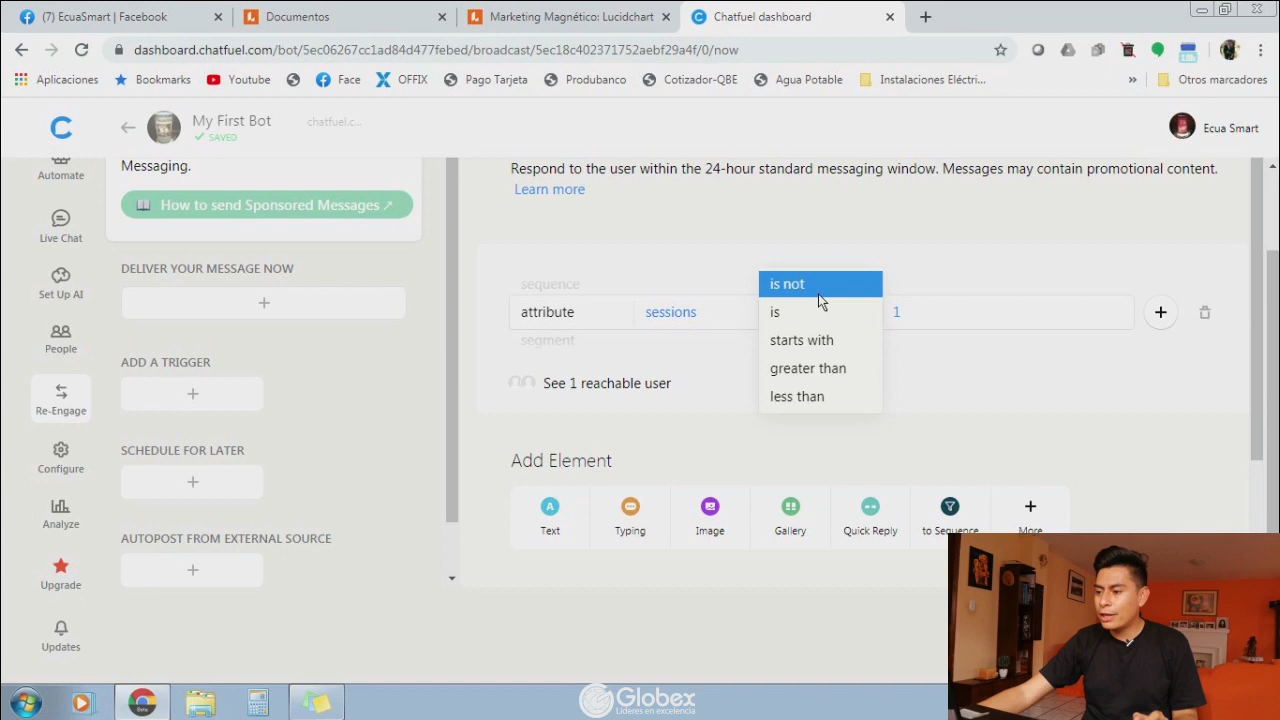 (7) EcuaSmart | Facebook
Documentos
Marketing Magnético: Lucidchart
Chatfuel dashboard
dashboard.chatfuel.com/bot/5ec06267cc1ad84d477febed/broadcast/5ec18c402371752aebf29a4f/0/now
Aplicaciones
Bookmarks
Youtube
Face
OFFIX
Pago Tarjeta
Produbanco
Cotizador-QBE
Agua Potable
Instalaciones Eléctri...
Otros marcadores
My First Bot
SAVED
chatfuel.c...
Ecua Smart
Automate
Live Chat
Set Up AI
People
Re-Engage
Configure
Analyze
Upgrade
Updates
Messaging.
How to send Sponsored Messages
DELIVER YOUR MESSAGE NOW
ADD A TRIGGER
SCHEDULE FOR LATER
AUTOPOST FROM EXTERNAL SOURCE
Respond to the user within the 24-hour standard messaging window. Messages may contain promotional content.
Learn more
sequence
attribute
segment
sessions
is not
is
starts with
greater than
less than
1
See 1 reachable user
Add Element
Text
Typing
Image
Gallery
Quick Reply
to Sequence
More
Globex
Líderes en excelencia